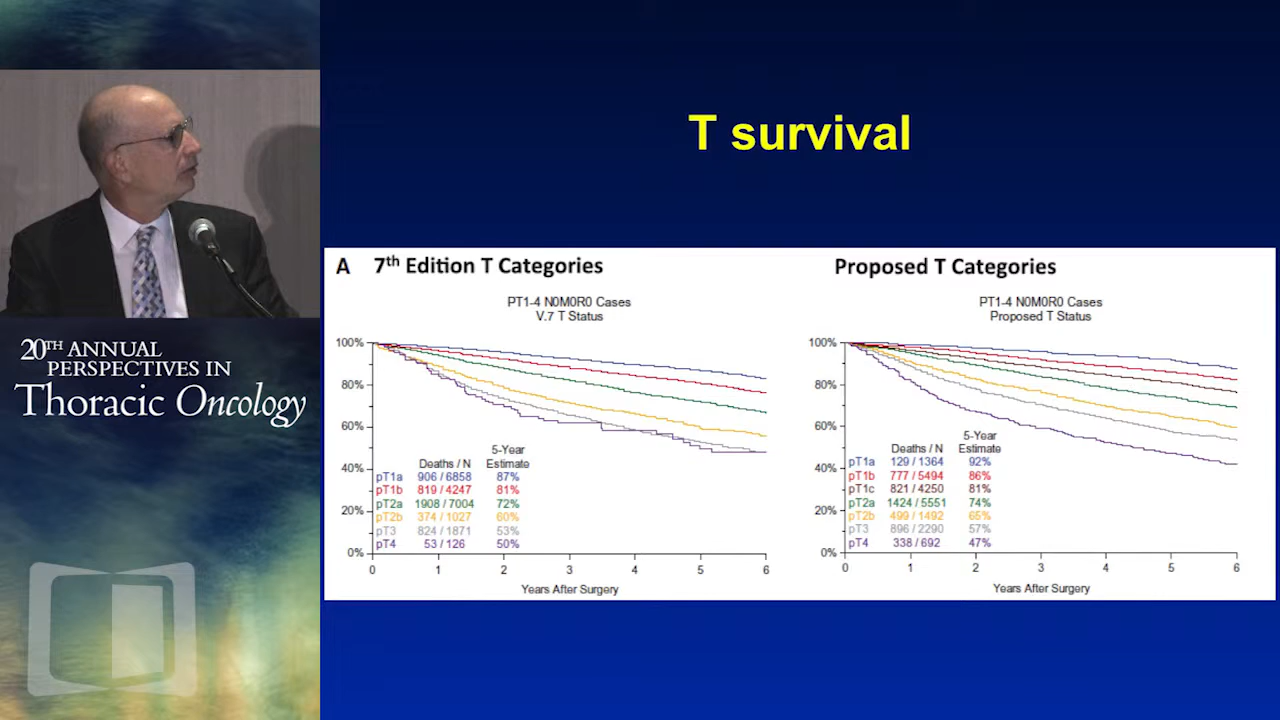 T survival
20TH ANNUAL
PERSPECTIVES IN
Thoracic Oncology
A 7th Edition T Categories
PT1-4 N0M0R0 Cases
V.7 T Status
100%
80%
60%
40%
20%
0%
5-Year
Deaths / N Estimate
pT1a 906 / 6858 87%
pT1b 819 / 4247 81%
pT2a 1908 / 7004 72%
pT2b 374 / 1027 60%
pT3 824 / 1871 53%
pT4 53 / 126 50%
0 1 2 3 4 5 6
Years After Surgery
Proposed T Categories
PT1-4 N0M0R0 Cases
Proposed T Status
100%
80%
60%
40%
20%
0%
5-Year
Deaths / N Estimate
pT1a 129 / 1364 92%
pT1b 777 / 5494 86%
pT1c 821 / 4250 81%
pT2a 1424 / 5551 74%
pT2b 499 / 1492 65%
pT3 896 / 2290 57%
pT4 338 / 692 47%
0 1 2 3 4 5 6
Years After Surgery